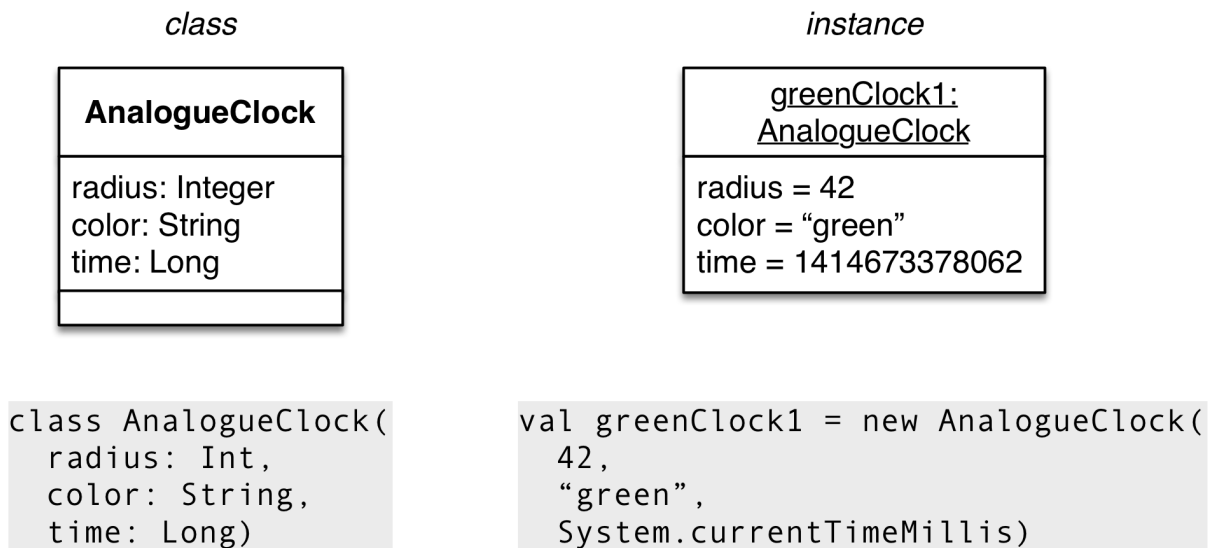 class
AnalogueClock
radius: Integer
color: String
time: Long
class AnalogueClock(
  radius: Int,
  color: String,
  time: Long)
instance
greenClock1:
AnalogueClock
radius = 42
color = “green”
time = 1414673378062
val greenClock1 = new AnalogueClock(
  42,
  “green”,
  System.currentTimeMillis)